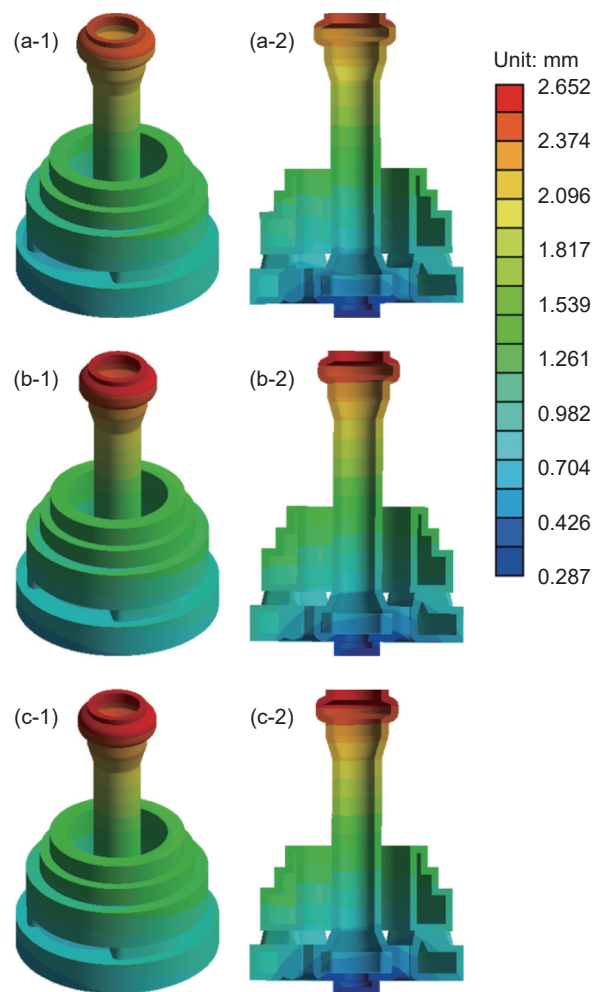 (a-1)
(a-2)
Unit: mm
2.652
2.374
2.096
1.817
1.539
1.261
0.982
0.704
0.426
0.287
(b-1)
(b-2)
(c-1)
(c-2)